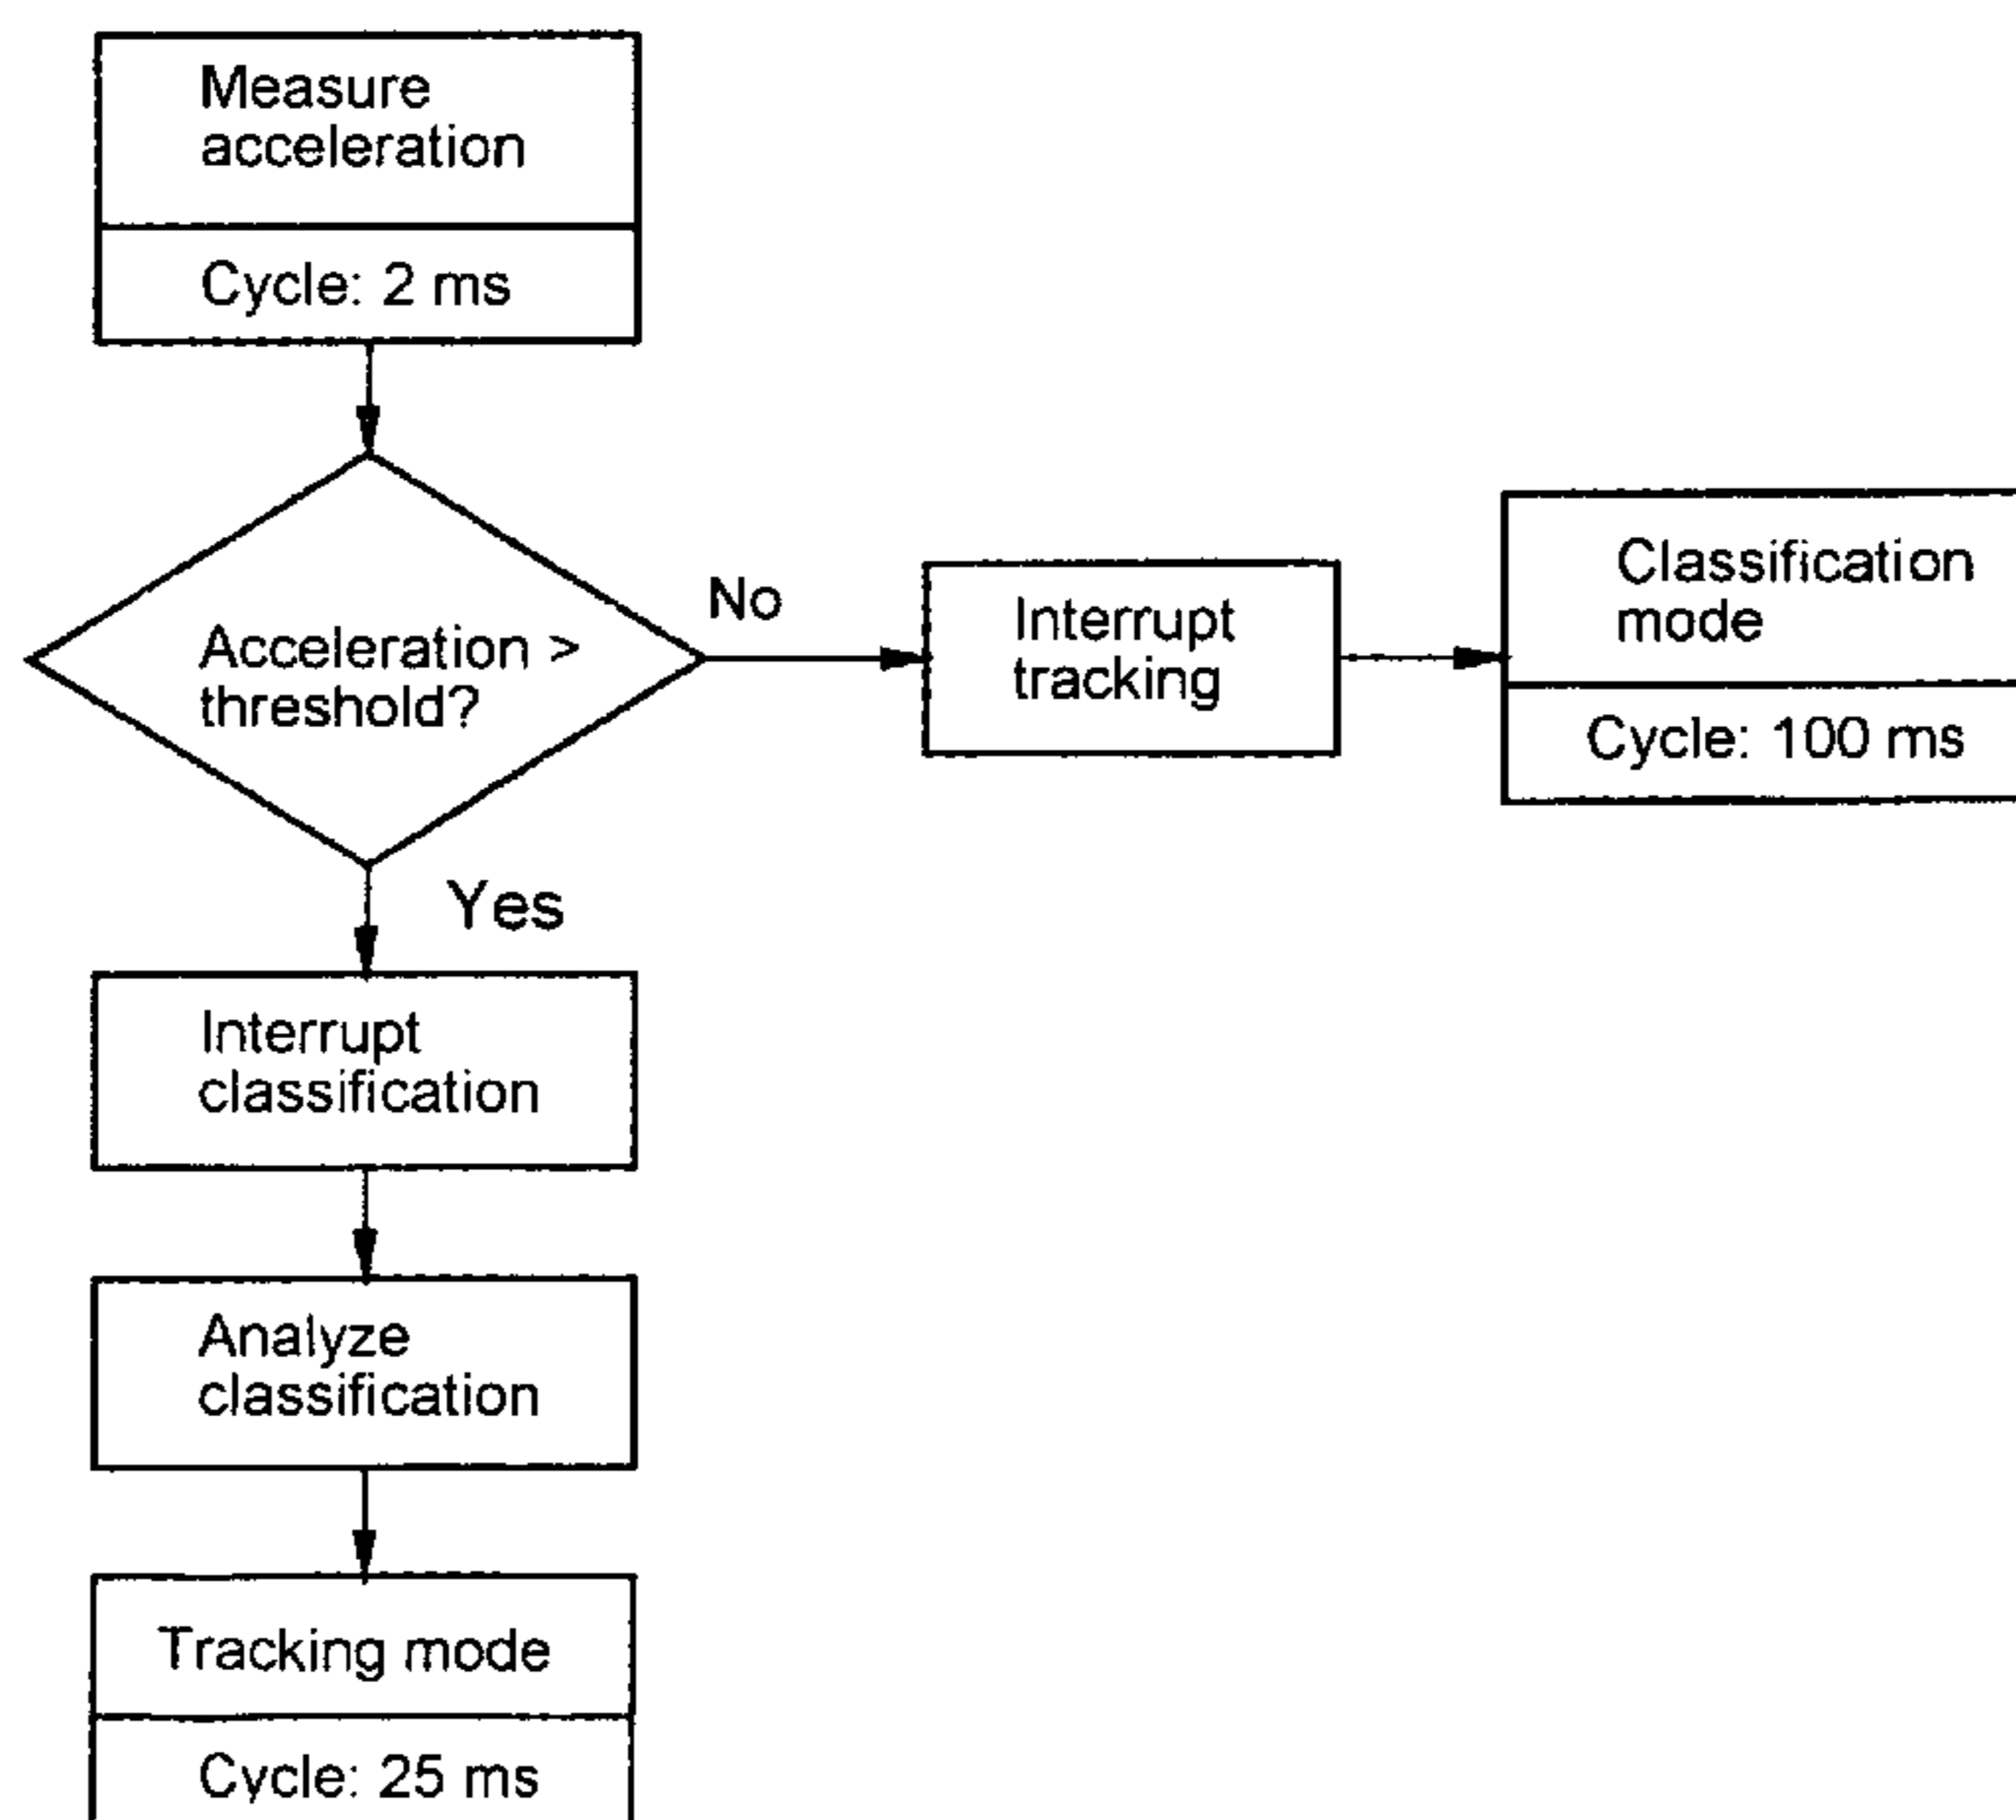 Measure
acceleration
Cycle: 2 ms
Acceleration >
threshold?
No
Interrupt
tracking
Classification
mode
Cycle: 100 ms
Yes
Interrupt
classification
Analyze
classification
Tracking mode
Cycle: 25 ms